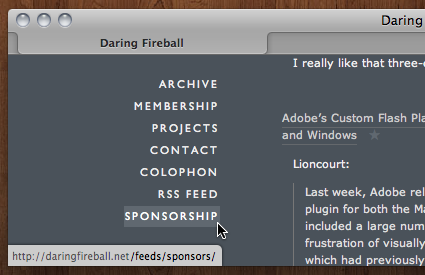 Daring
Daring Fireball
ARCHIVE
MEMBERSHIP
PROJECTS
CONTACT
COLOPHON
RSS FEED
SPONSORSHIP
I really like that three-
Adobe's Custom Flash Pla
and Windows ★
Lioncourt:
Last week, Adobe rel
plugin for both the Ma
included a large num
frustration of visually
which had previously
http://daringfireball.net/feeds/sponsors/